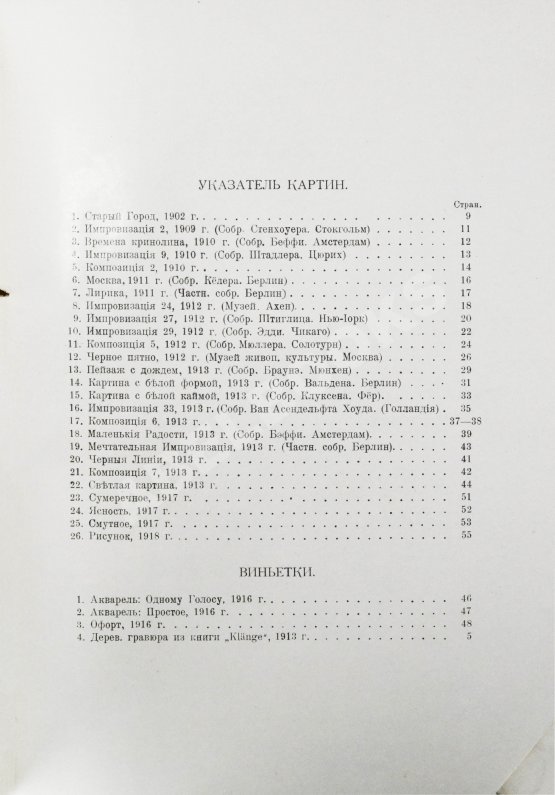 УКАЗАТЕЛЬ КАРТИН.
Стран.
1. Старый Город, 1902 г. . . . . . . . . . . . . . . . . . . 9
2. Импровизація 2, 1909 г. (Собр. Стенхоуера. Стокгольм) . . . . . . . 11
3. Времена кринолина, 1910 г. (Собр. Беффи. Амстердам) . . . . . . . 12
4. Импровизація 9, 1910 г. (Собр. Штадлера. Цюрих) . . . . . . . . 13
5. Композиція 2, 1910 г. . . . . . . . . . . . . . . . . . . 14
6. Москва, 1911 г. (Собр. Кёлера. Берлин) . . . . . . . . . . . . 16
7. Лирика, 1911 г. (Частн. собр. Берлин) . . . . . . . . . . . . 17
8. Импровизація 24, 1912 г. (Музей. Ахен). . . . . . . . . . . . 18
9. Импровизація 27, 1912 г. (Собр. Штіглица. Нью-Іорк) . . . . . . . 20
10. Импровизація 29, 1912 г. (Собр. Эдди. Чикаго) . . . . . . . . . 22
11. Композиція 5, 1912 г. (Собр. Мюллера. Солотурн) . . . . . . . . 24
12. Черное пятно, 1912 г. (Музей живоп. культуры. Москва) . . . . . . 26
13. Пейзаж с дождем, 1913 г. (Собр. Браунэ. Мюнхен) . . . . . . . . 29
14. Картина с бѣлой формой, 1913 г. (Собр. Вальдена. Берлин) . . . . . 31
15. Картина с бѣлой каймой, 1913 г. (Собр. Клуксена. Фёр). . . . . . . 33
16. Импровизація 33, 1913 г. (Собр. Ван Асендельфта Хоуда. (Голландія) . 35
17. Композиція 6, 1913 г. . . . . . . . . . . . . . . . . . . 37—38
18. Маленькія Радости, 1913 г. (Собр. Бэффи. Амстердам). . . . . . . . 39
19. Мечтательная Импровизація, 1913 г. (Частн. собр, Берлин). . . . . . 43
20. Черныя Линіи, 1913 г. . . . . . . . . . . . . . . . . . . 41
21. Композиція 7, 1913 г. . . . . . . . . . . . . . . . . . . 42
22. Свѣтлая картина, 1913 г. . . . . . . . . . . . . . . . . . 44
23. Сумеречное, 1917 г. . . . . . . . . . . . . . . . . . . . 51
24. Ясность, 1917 г. . . . . . . . . . . . . . . . . . . . . 52
25. Смутное, 1917 г. . . . . . . . . . . . . . . . . . . . . 53
26. Рисунок, 1918 г. . . . . . . . . . . . . . . . . . . . . 55
ВИНЬЕТКИ.
1. Акварель: Одному Голосу, 1916 г. . . . . . . . . . . . . . . 46
2. Акварель: Простое, 1916 г. . . . . . . . . . . . . . . . . 47
3. Офорт, 1916 г. . . . . . . . . . . . . . . . . . . . . . 48
4. Дерев. гравюра из книги „Klänge“, 1913 г. . . . . . . . . . . . 5